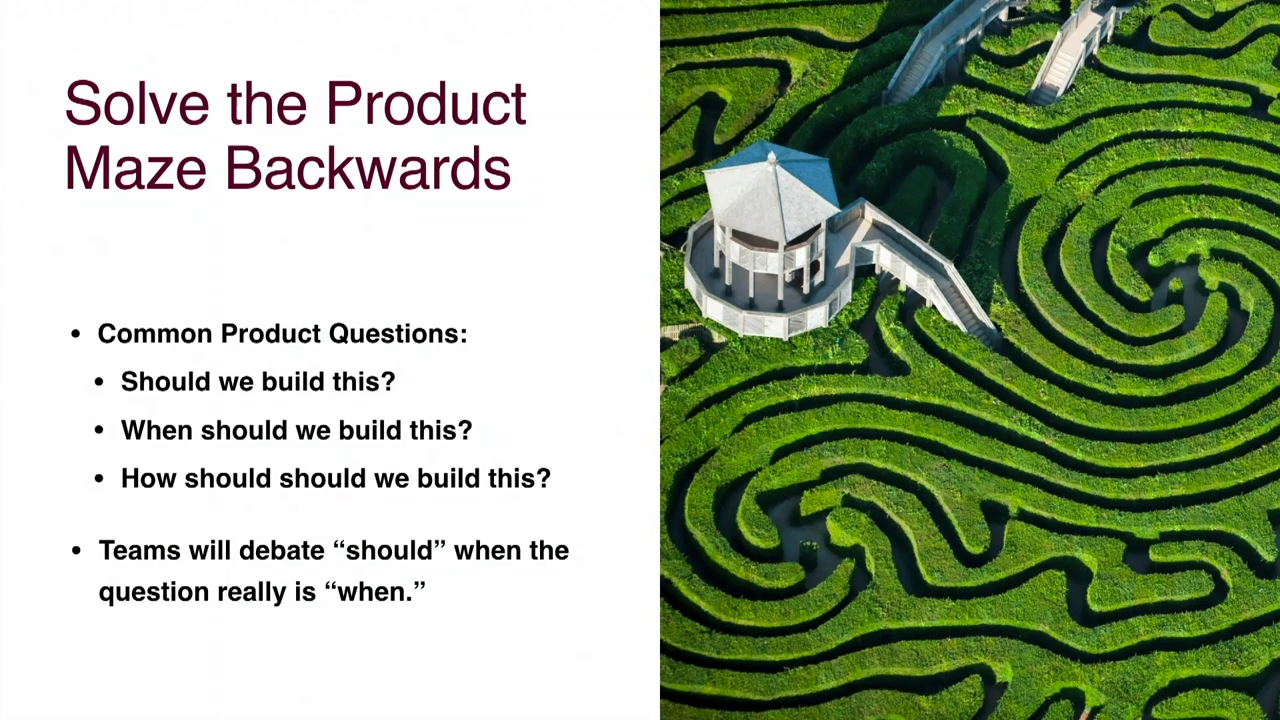 Solve the Product
Maze Backwards
• Common Product Questions:
• Should we build this?
• When should we build this?
• How should should we build this?
• Teams will debate “should” when the
question really is “when.”